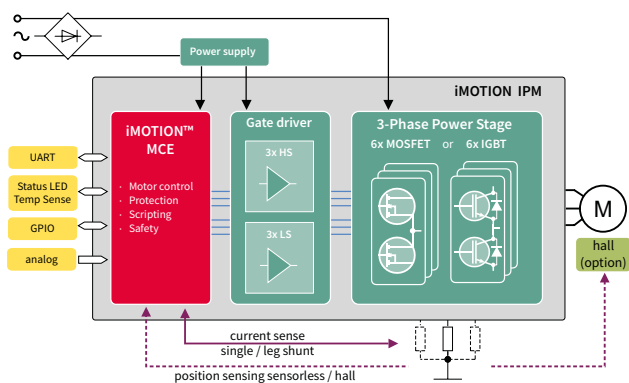 Power supply
iMOTION IPM
iMOTION™
MCE
· Motor control
· Protection
· Scripting
· Safety
Gate driver
3x HS
3x LS
3-Phase Power Stage
6x MOSFET or 6x IGBT
UART
Status LED
Temp Sense
GPIO
analog
M
hall
(option)
current sense
single / leg shunt
position sensing sensorless / hall